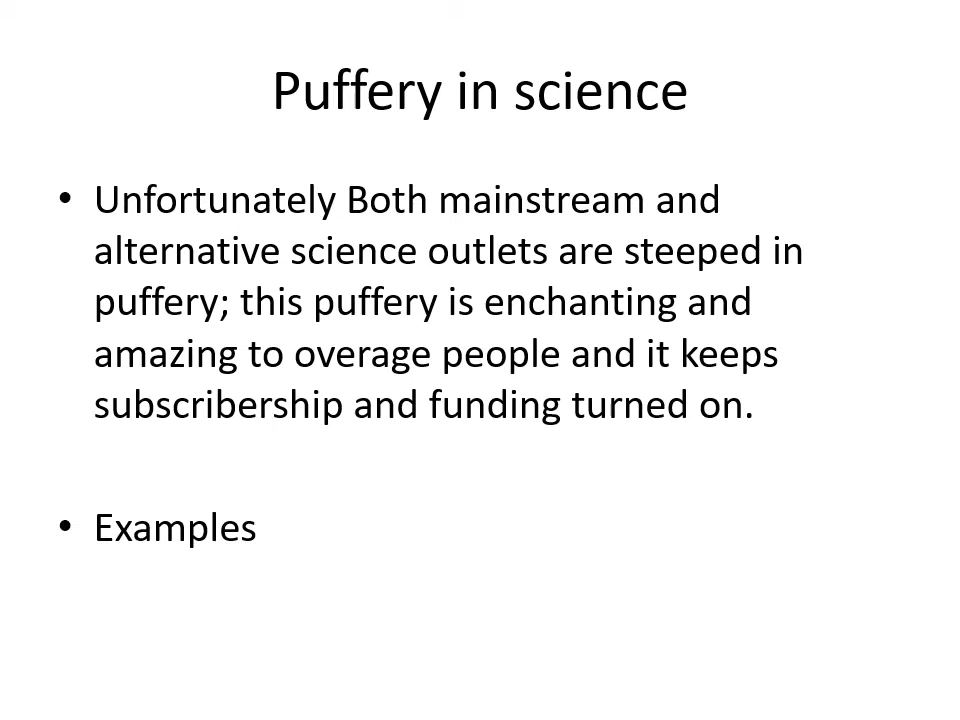 Puffery in science
• Unfortunately Both mainstream and
alternative science outlets are steeped in
puffery; this puffery is enchanting and
amazing to overage people and it keeps
subscribership and funding turned on.
• Examples